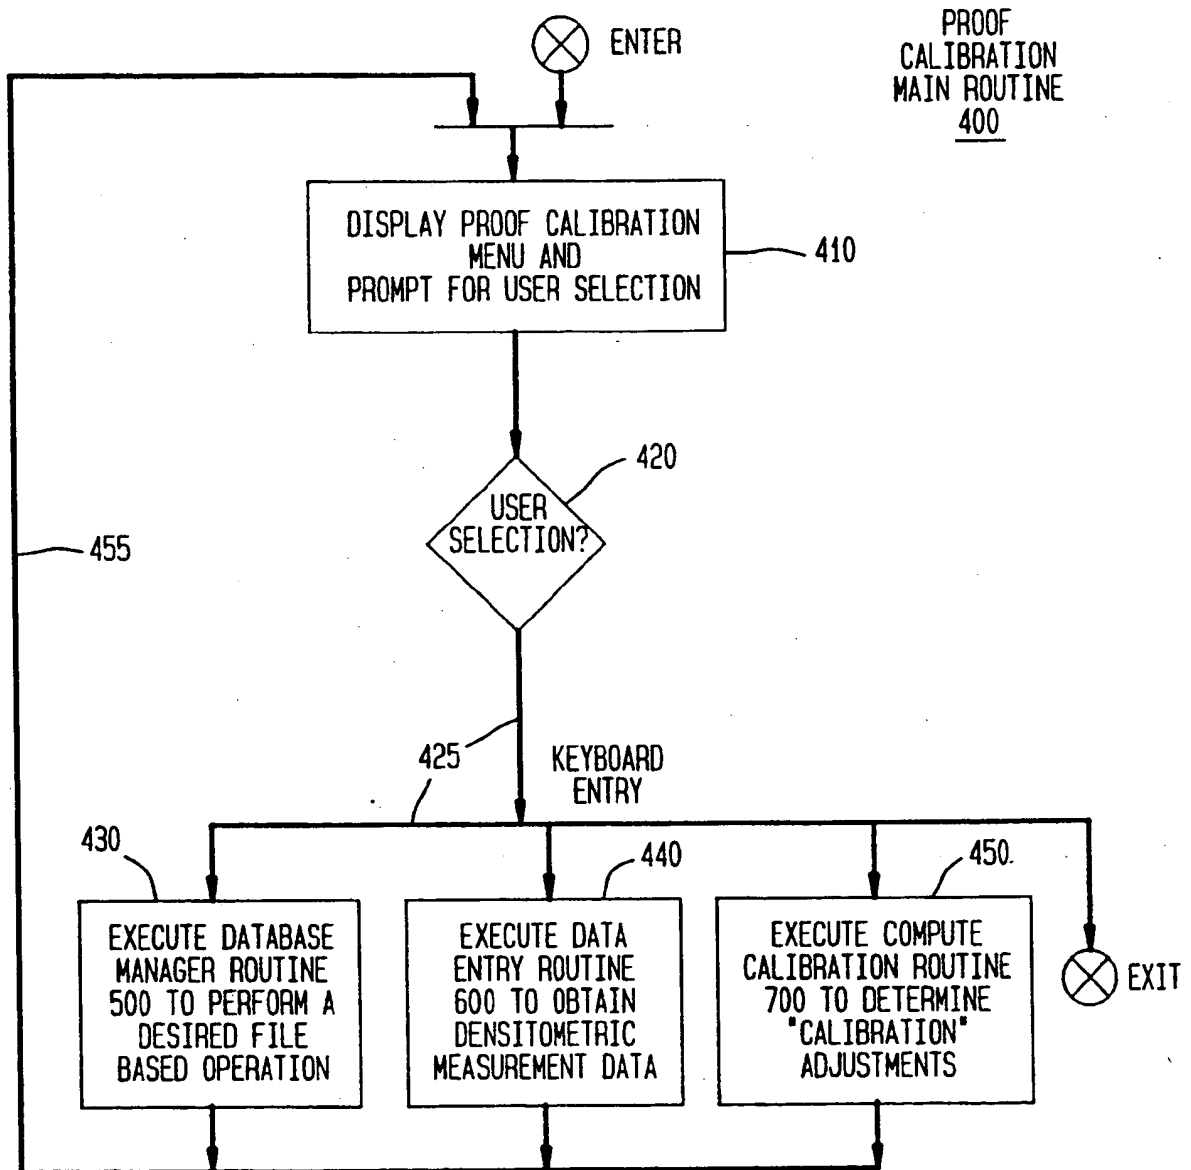 ENTER
PROOF
CALIBRATION
MAIN ROUTINE
400
DISPLAY PROOF CALIBRATION
MENU AND
PROMPT FOR USER SELECTION
410
420
USER
SELECTION?
455
425
KEYBOARD
ENTRY
430
440
450
EXECUTE DATABASE
MANAGER ROUTINE
500 TO PERFORM A
DESIRED FILE
BASED OPERATION
EXECUTE DATA
ENTRY ROUTINE
600 TO OBTAIN
DENSITOMETRIC
MEASUREMENT DATA
EXECUTE COMPUTE
CALIBRATION ROUTINE
700 TO DETERMINE
"CALIBRATION"
ADJUSTMENTS
EXIT